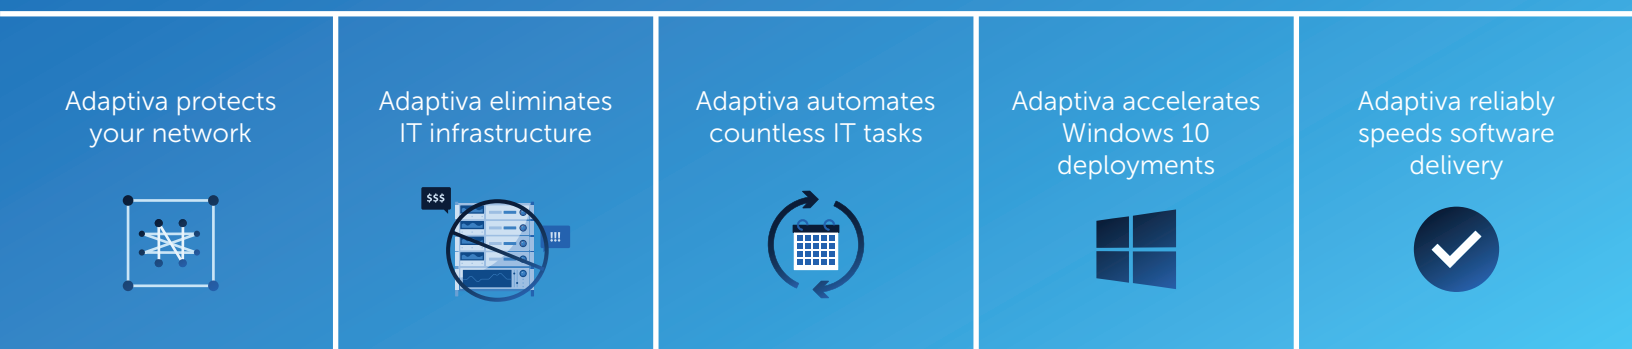 Adaptiva protects
your network
Adaptiva eliminates
IT infrastructure
$$$
!!!
Adaptiva automates
countless IT tasks
Adaptiva accelerates
Windows 10
deployments
Adaptiva reliably
speeds software
delivery